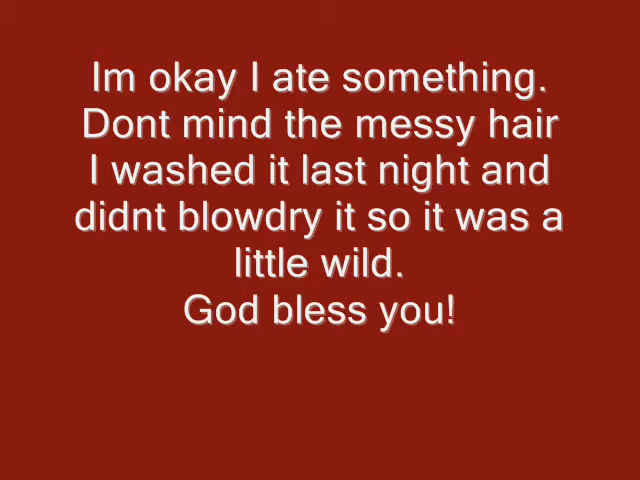 Im okay I ate something.
Dont mind the messy hair
I washed it last night and
didnt blowdry it so it was a
little wild.
God bless you!